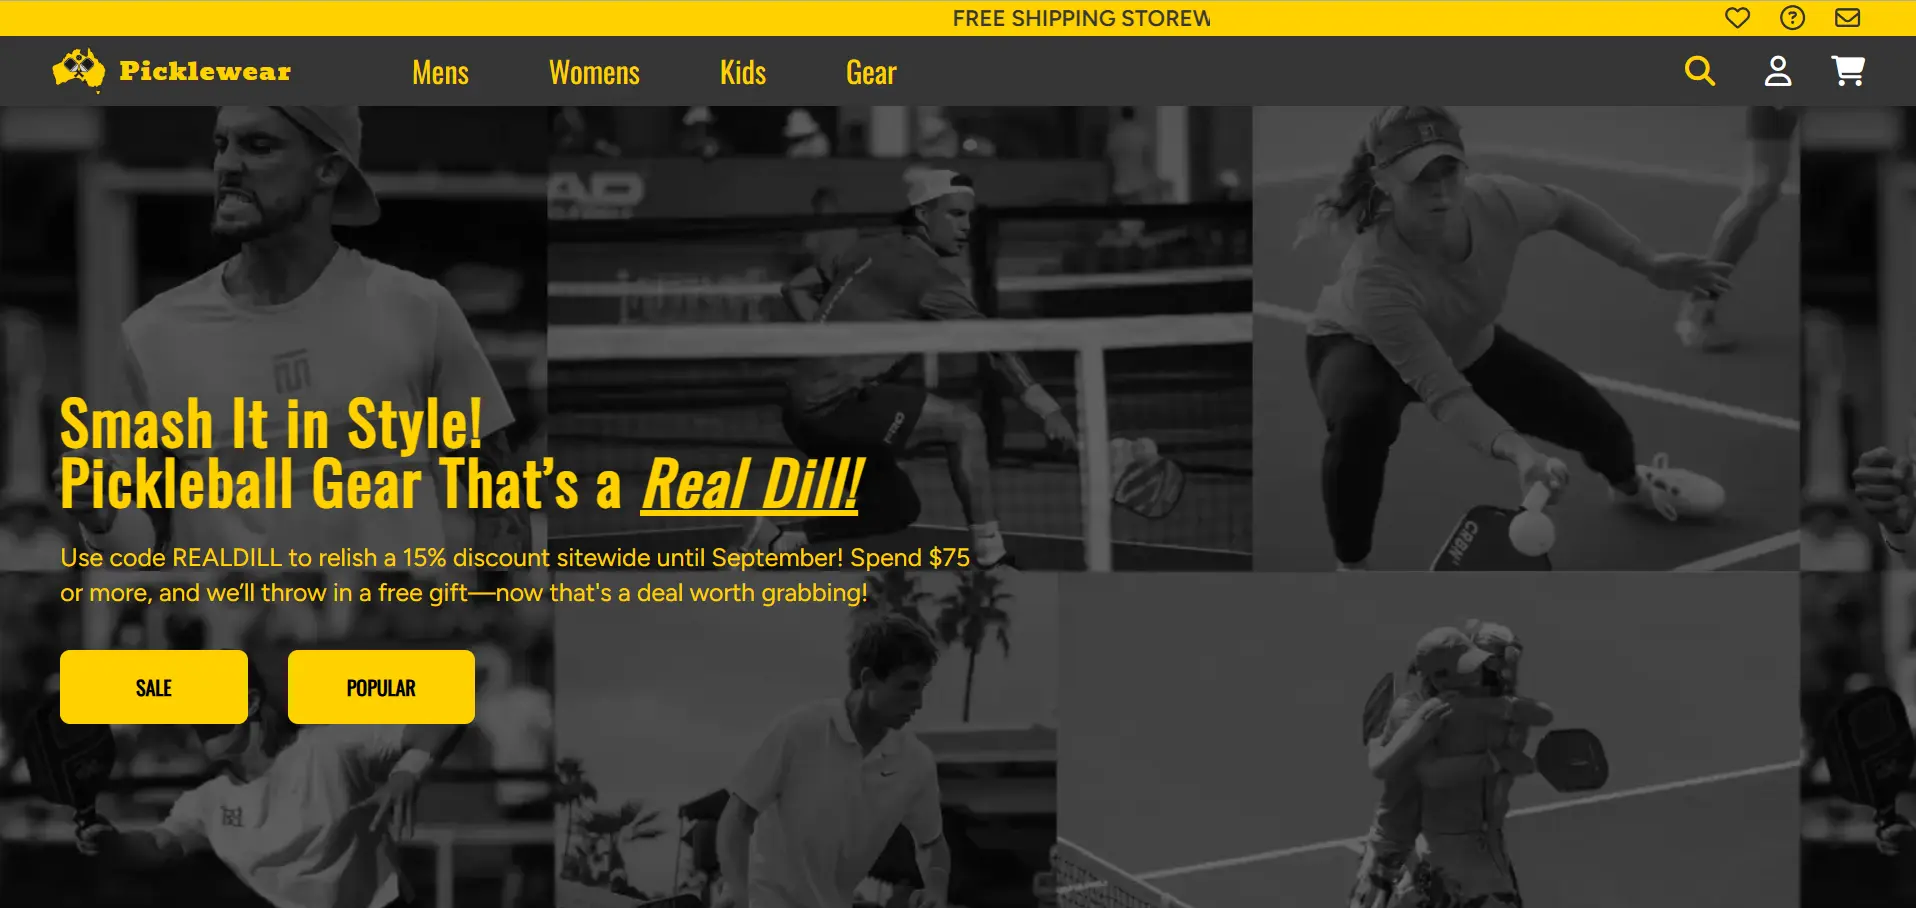 FREE SHIPPING STOREW
Picklewear
Mens
Womens
Kids
Gear
AD
Smash It in Style!
Pickleball Gear That’s a Real Dill!
Use code REALDILL to relish a 15% discount sitewide until September! Spend $75
or more, and we’ll throw in a free gift—now that's a deal worth grabbing!
SALE
POPULAR
CRBN